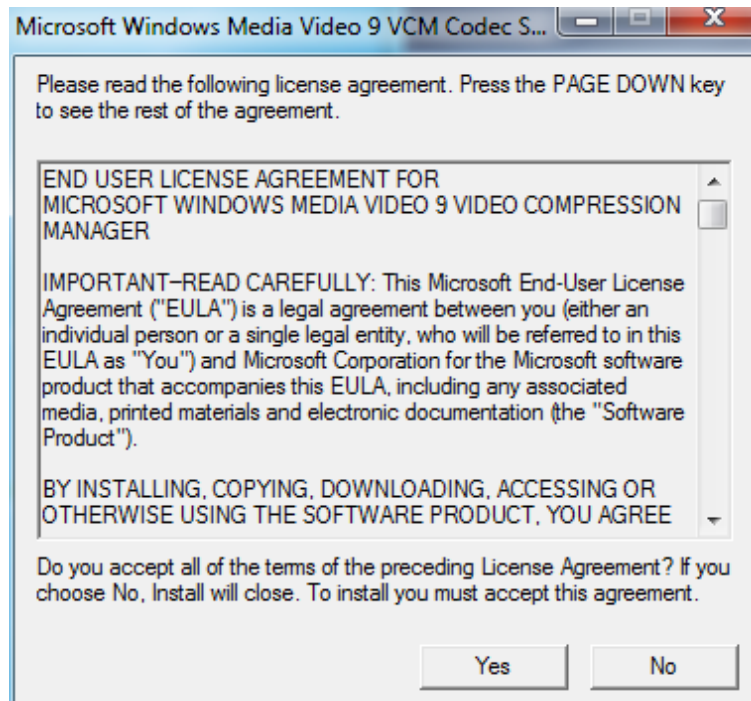 Microsoft Windows Media Video 9 VCM Codec S...
Please read the following license agreement. Press the PAGE DOWN key
to see the rest of the agreement.
END USER LICENSE AGREEMENT FOR
MICROSOFT WINDOWS MEDIA VIDEO 9 VIDEO COMPRESSION
MANAGER
IMPORTANT—READ CAREFULLY: This Microsoft End-User License
Agreement ("EULA") is a legal agreement between you (either an
individual person or a single legal entity, who will be referred to in this
EULA as "You") and Microsoft Corporation for the Microsoft software
product that accompanies this EULA, including any associated
media, printed materials and electronic documentation (the "Software
Product").
BY INSTALLING, COPYING, DOWNLOADING, ACCESSING OR
OTHERWISE USING THE SOFTWARE PRODUCT, YOU AGREE
Do you accept all of the terms of the preceding License Agreement? If you
choose No, Install will close. To install you must accept this agreement.
Yes No